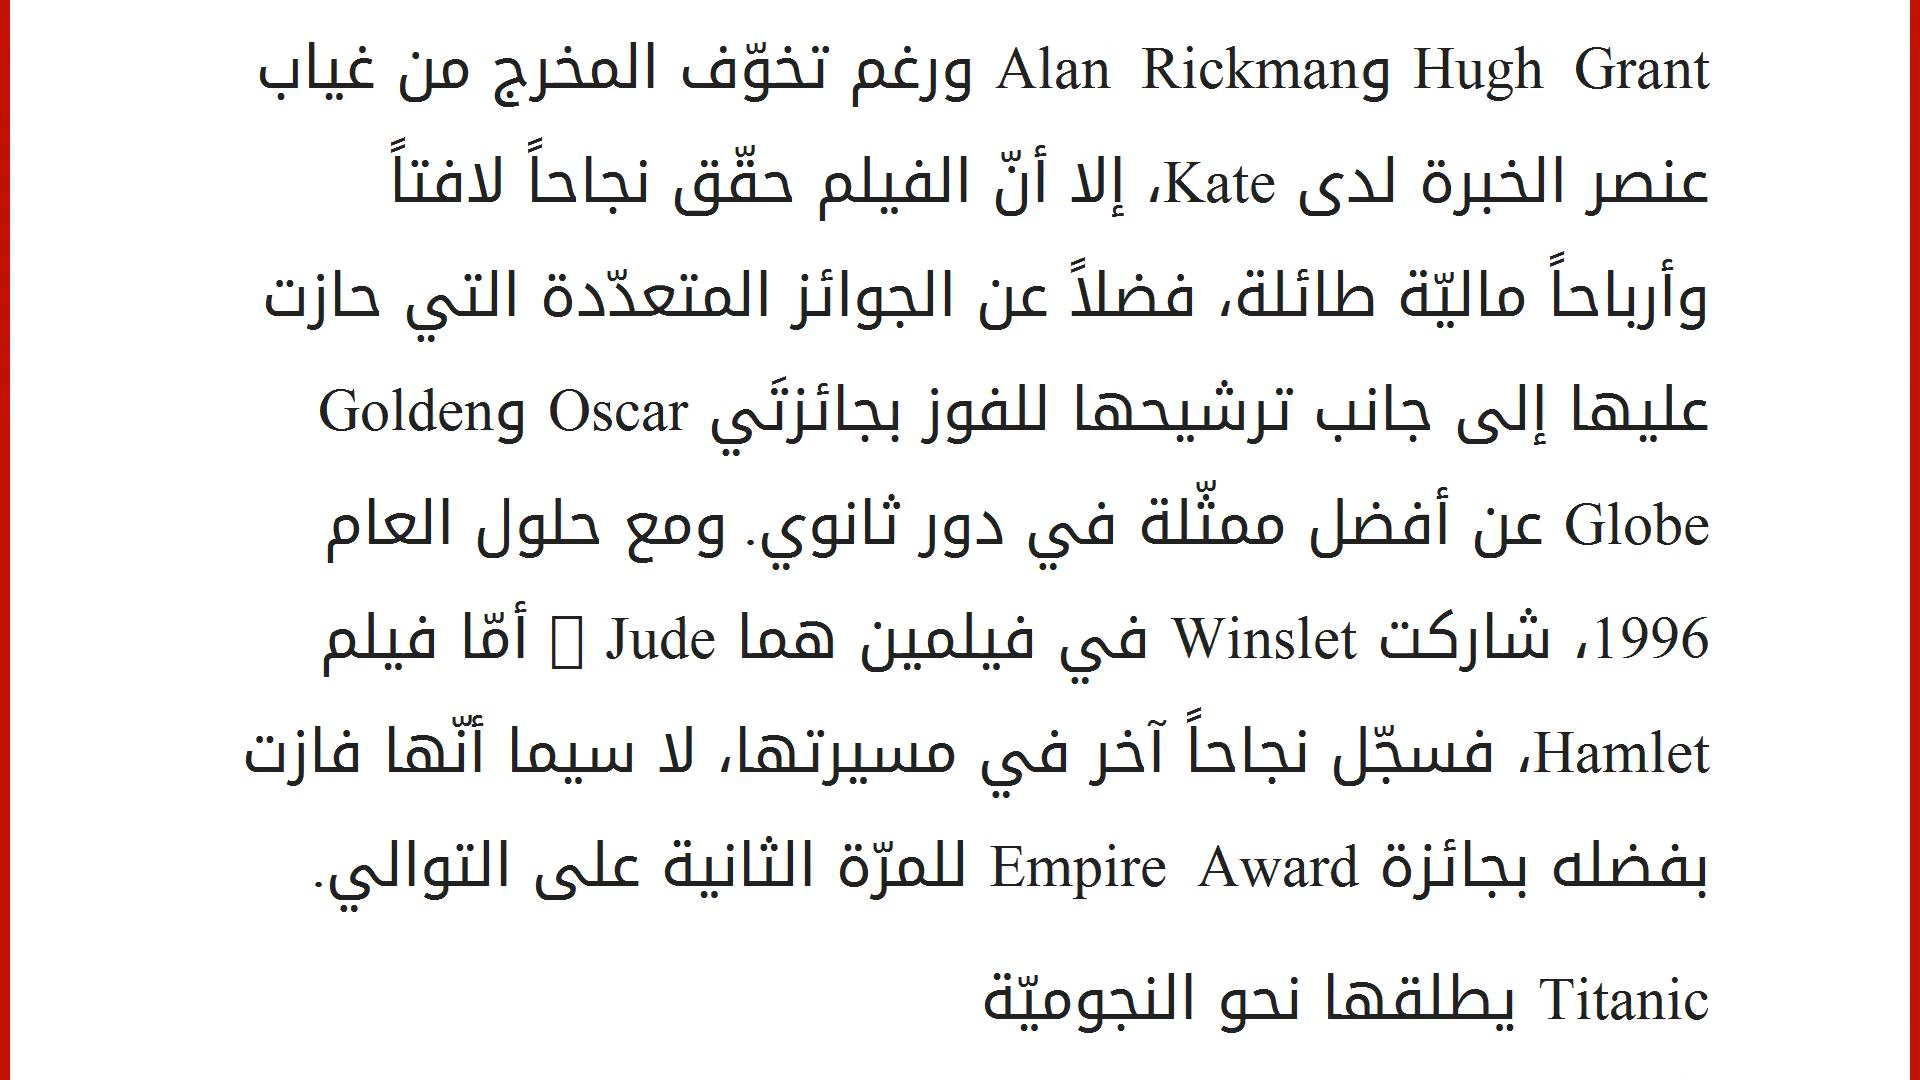 Hugh Grant وAlan Rickman ورغم تخوّف المخرج من غياب
عنصر الخبرة لدى Kate، إلا أنّ الفيلم حقّق نجاحاً لافتاً
وأرباحاً ماليّة طائلة، فضلاً عن الجوائز المتعدّدة التي حازت
عليها إلى جانب ترشيحها للفوز بجائزتَي Oscar وGolden
Globe عن أفضل ممثّلة في دور ثانوي. ومع حلول العام
1996، شاركت Winslet في فيلمين هما Jude ▯ أمّا فيلم
Hamlet، فسجّل نجاحاً آخر في مسيرتها، لا سيما أنّها فازت
بفضله بجائزة Empire Award للمرّة الثانية على التوالي.
Titanic يطلقها نحو النجوميّة